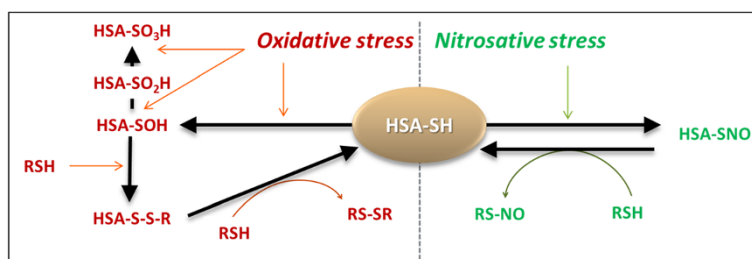 HSA-SO₃H
Oxidative stress
Nitrosative stress
HSA-SO₂H
HSA-SOH
HSA-SH
HSA-SNO
RSH
HSA-S-S-R
RSH
RS-SR
RS-NO
RSH